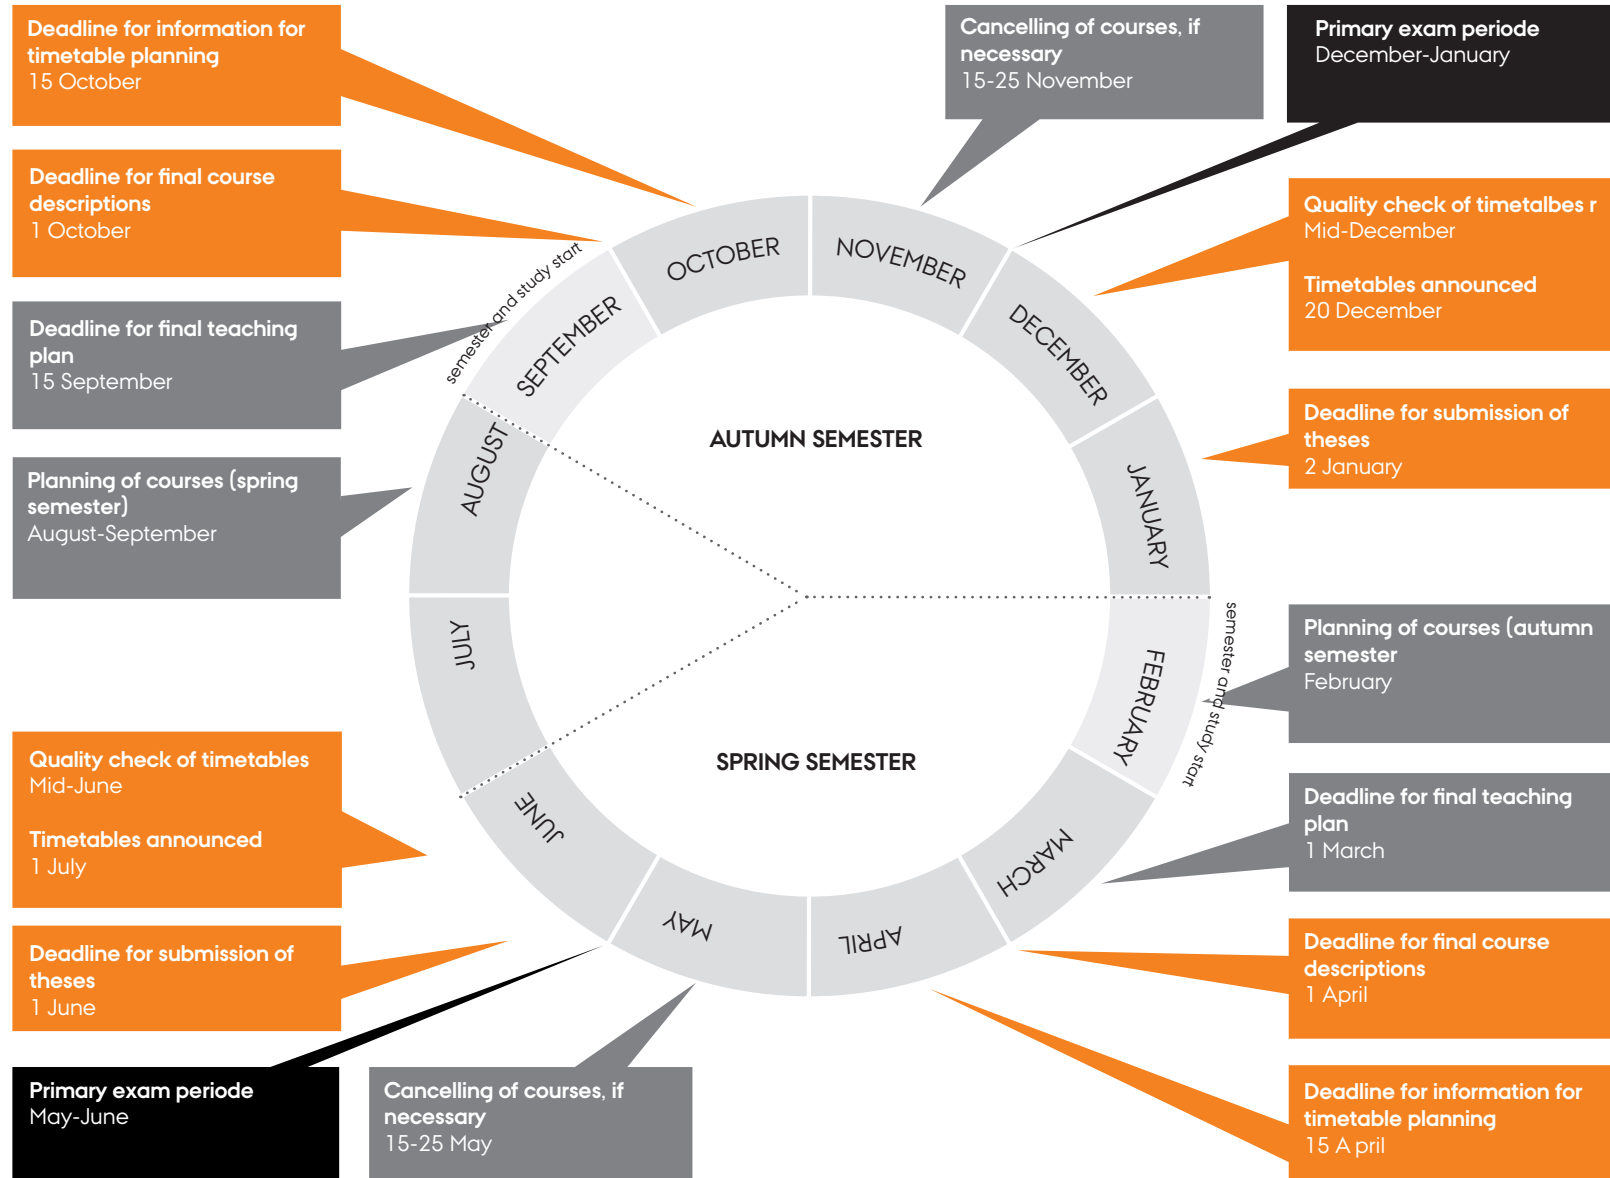 Deadline for information for
timetable planning
15 October
Deadline for final course
descriptions
1 October
Deadline for final teaching
plan
15 September
Planning of courses (spring
semester)
August-September
Quality check of timetables
Mid-June
Timetables announced
1 July
Deadline for submission of
theses
1 June
Primary exam periode
May-June
Cancelling of courses, if
necessary
15-25 May
Cancelling of courses, if
necessary
15-25 November
Primary exam periode
December-January
Quality check of timetalbes r
Mid-December
Timetables announced
20 December
Deadline for submission of
theses
2 January
Planning of courses (autumn
semester
February
Deadline for final teaching
plan
1 March
Deadline for final course
descriptions
1 April
Deadline for information for
timetable planning
15 A pril
semester and study start
SEPTEMBER
OCTOBER
NOVEMBER
DECEMBER
JANUARY
semester and study start
FEBRUARY
MARCH
APRIL
MAY
JUNE
JULY
AUGUST
AUTUMN SEMESTER
SPRING SEMESTER